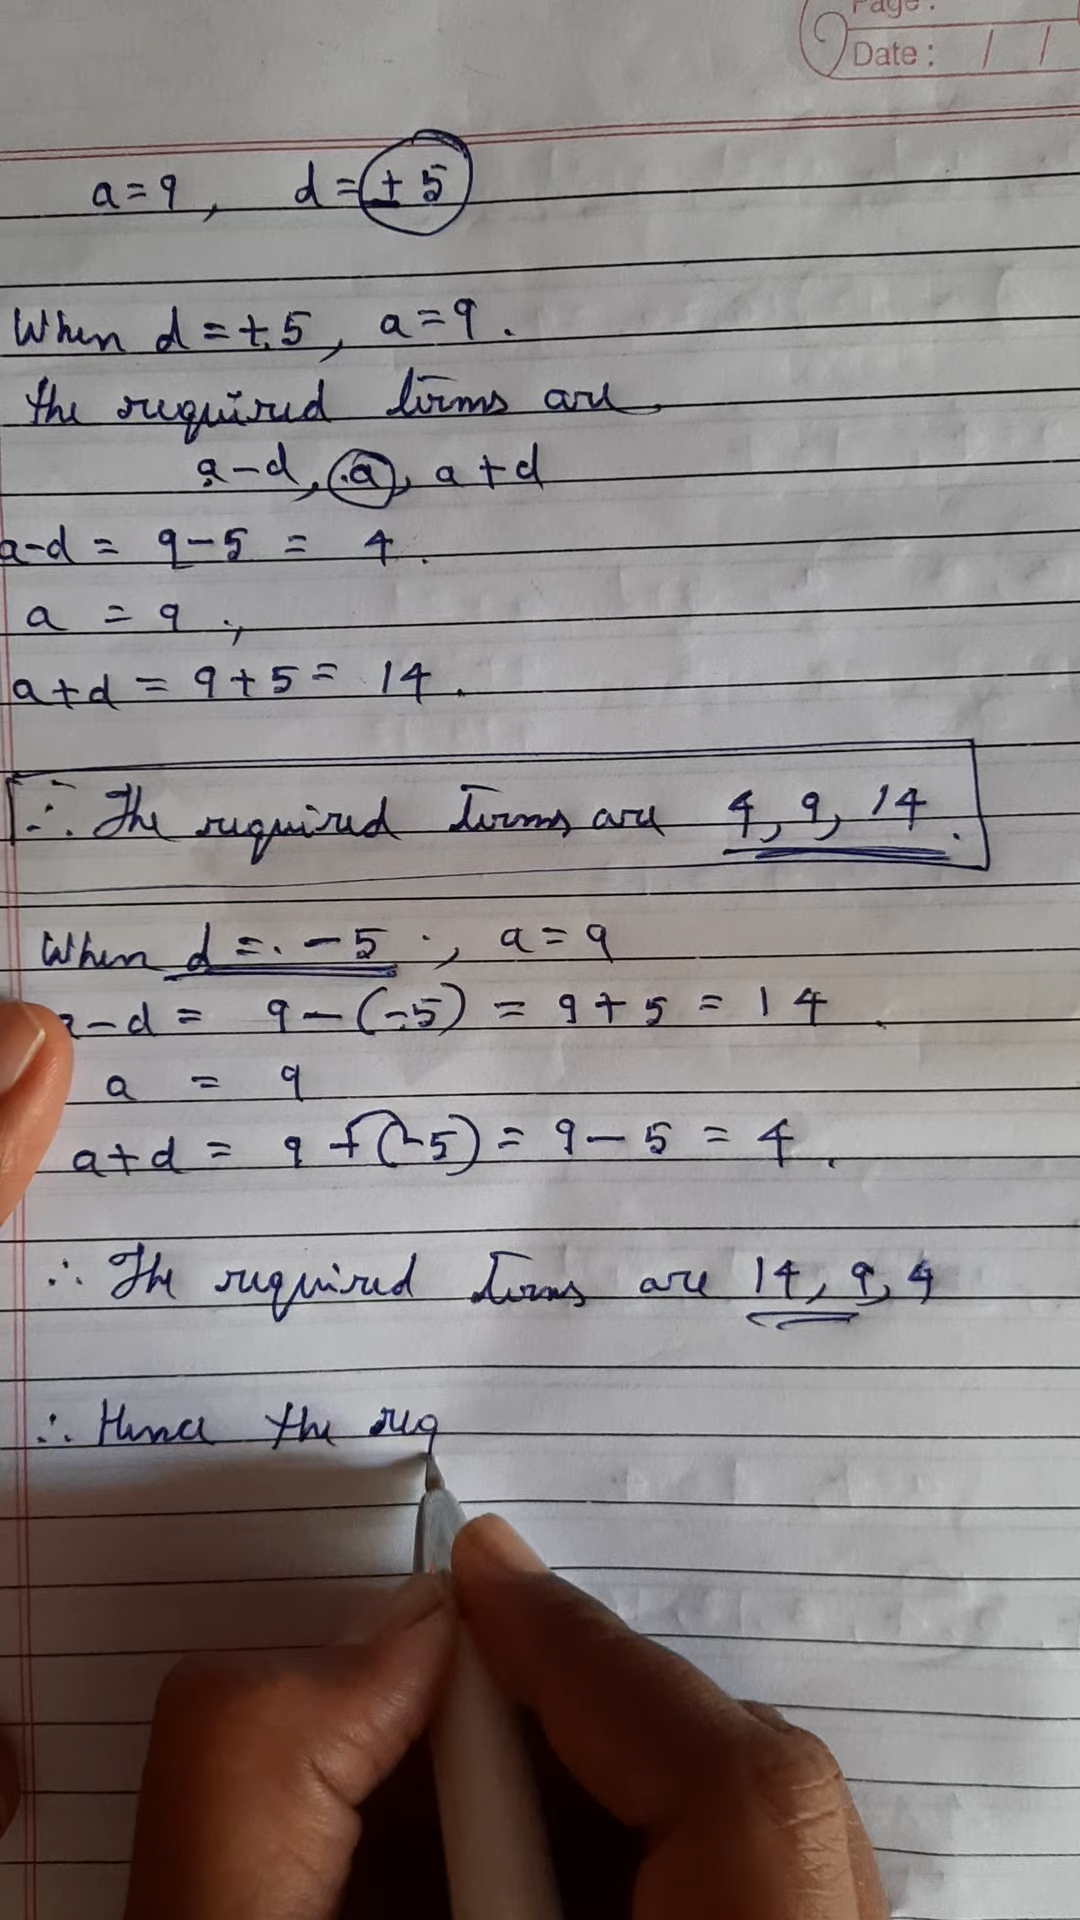 Page:
Date: / /
a = 9, d = ± 5
When d = +5, a = 9.
the required terms are
a-d, a, a+d
a-d = 9-5 = 4.
a = 9,
a+d = 9+5 = 14.
∴ The required terms are 4, 9, 14.
When d = -5, a = 9
a-d = 9-(-5) = 9+5 = 14.
a = 9
a+d = 9+(-5) = 9-5 = 4.
∴ The required terms are 14, 9, 4
∴ Hence the req